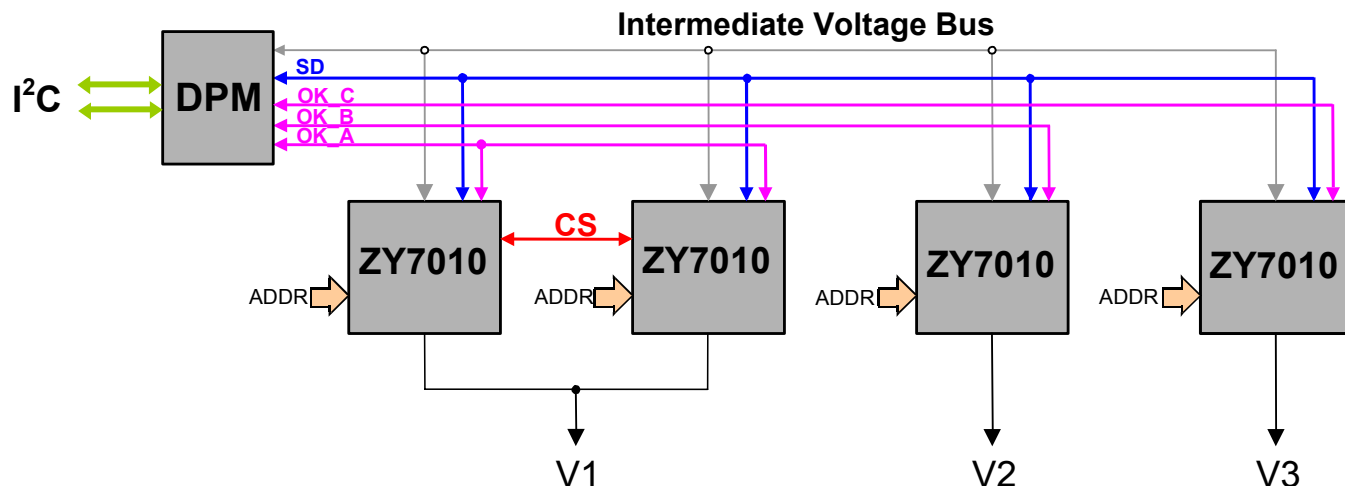 Intermediate Voltage Bus
I²C
DPM
SD
OK_C
OK_B
OK_A
ZY7010
CS
ZY7010
ZY7010
ZY7010
ADDR
ADDR
ADDR
ADDR
V1
V2
V3